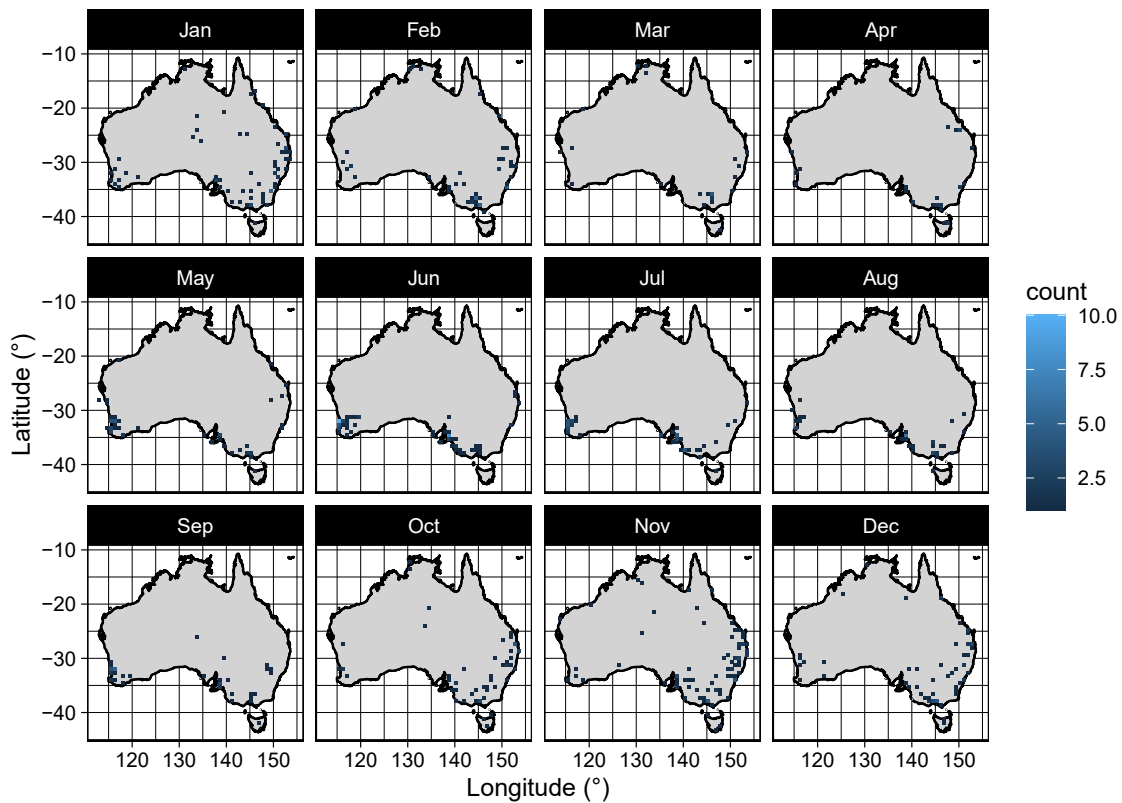 Jan Feb Mar Apr
−10
−20
−30
−40
May Jun Jul Aug
−10
−20
−30
−40
Sep Oct Nov Dec
−10
−20
−30
−40
120 130 140 150 120 130 140 150 120 130 140 150 120 130 140 150
Longitude (°)
Latitude (°)
count
10.0
7.5
5.0
2.5